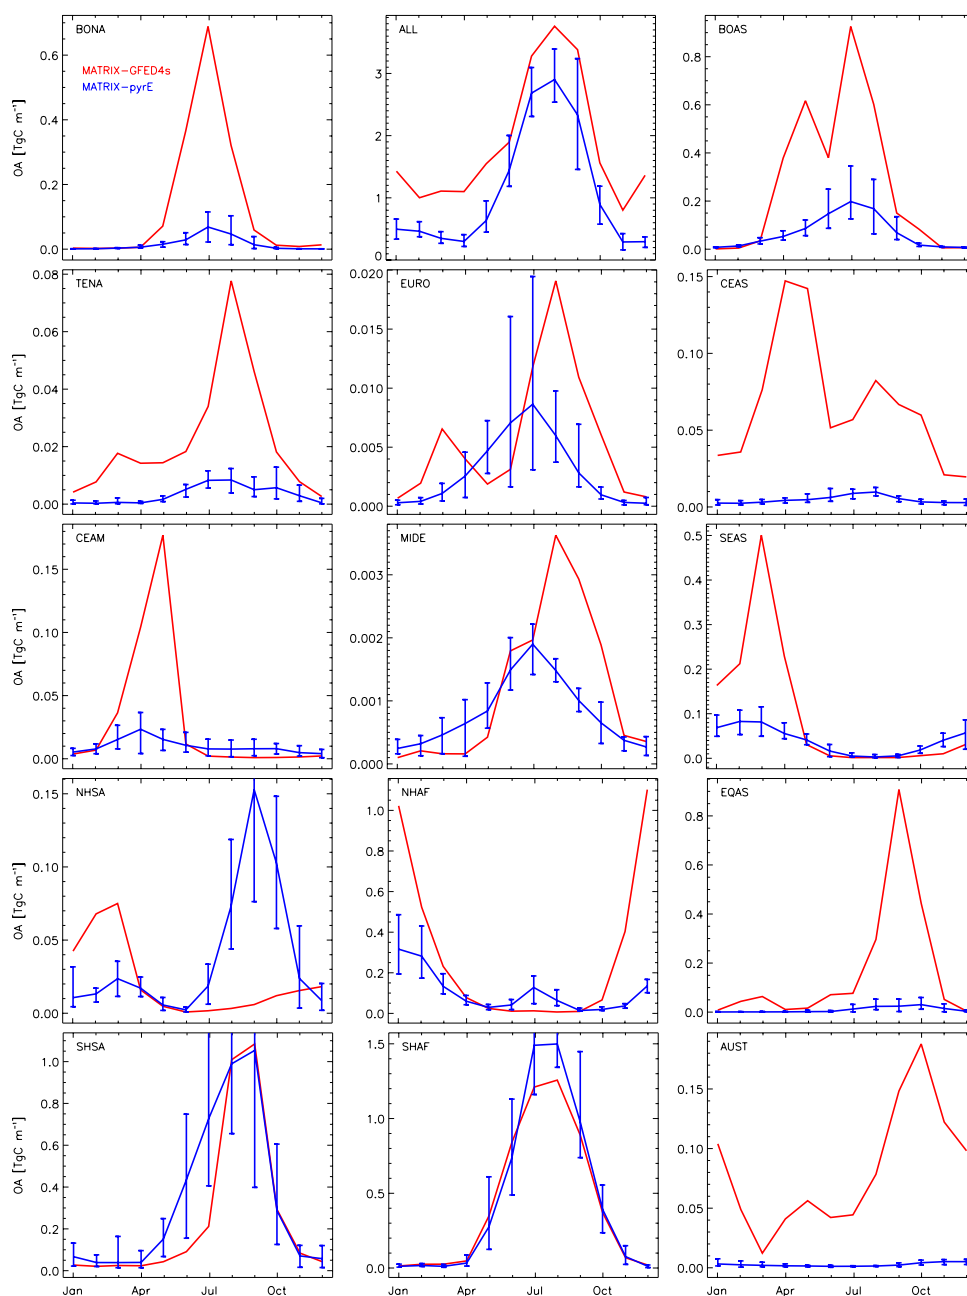 BONA
MATRIX-GFED4s
MATRIX-pyrE
OA [TgC m⁻¹]
0.6
0.4
0.2
0.0
ALL
3
2
1
0
BOAS
0.8
0.6
0.4
0.2
0.0
TENA
OA [TgC m⁻¹]
0.08
0.06
0.04
0.02
0.00
EURO
0.020
0.015
0.010
0.005
0.000
CEAS
0.15
0.10
0.05
0.00
CEAM
OA [TgC m⁻¹]
0.15
0.10
0.05
0.00
MIDE
0.003
0.002
0.001
0.000
SEAS
0.5
0.4
0.3
0.2
0.1
0.0
NHSA
OA [TgC m⁻¹]
0.15
0.10
0.05
0.00
NHAF
1.0
0.8
0.6
0.4
0.2
0.0
EQAS
0.8
0.6
0.4
0.2
0.0
SHSA
OA [TgC m⁻¹]
1.0
0.8
0.6
0.4
0.2
0.0
Jan Apr Jul Oct
SHAF
1.5
1.0
0.5
0.0
Jan Apr Jul Oct
AUST
0.15
0.10
0.05
0.00
Jan Apr Jul Oct